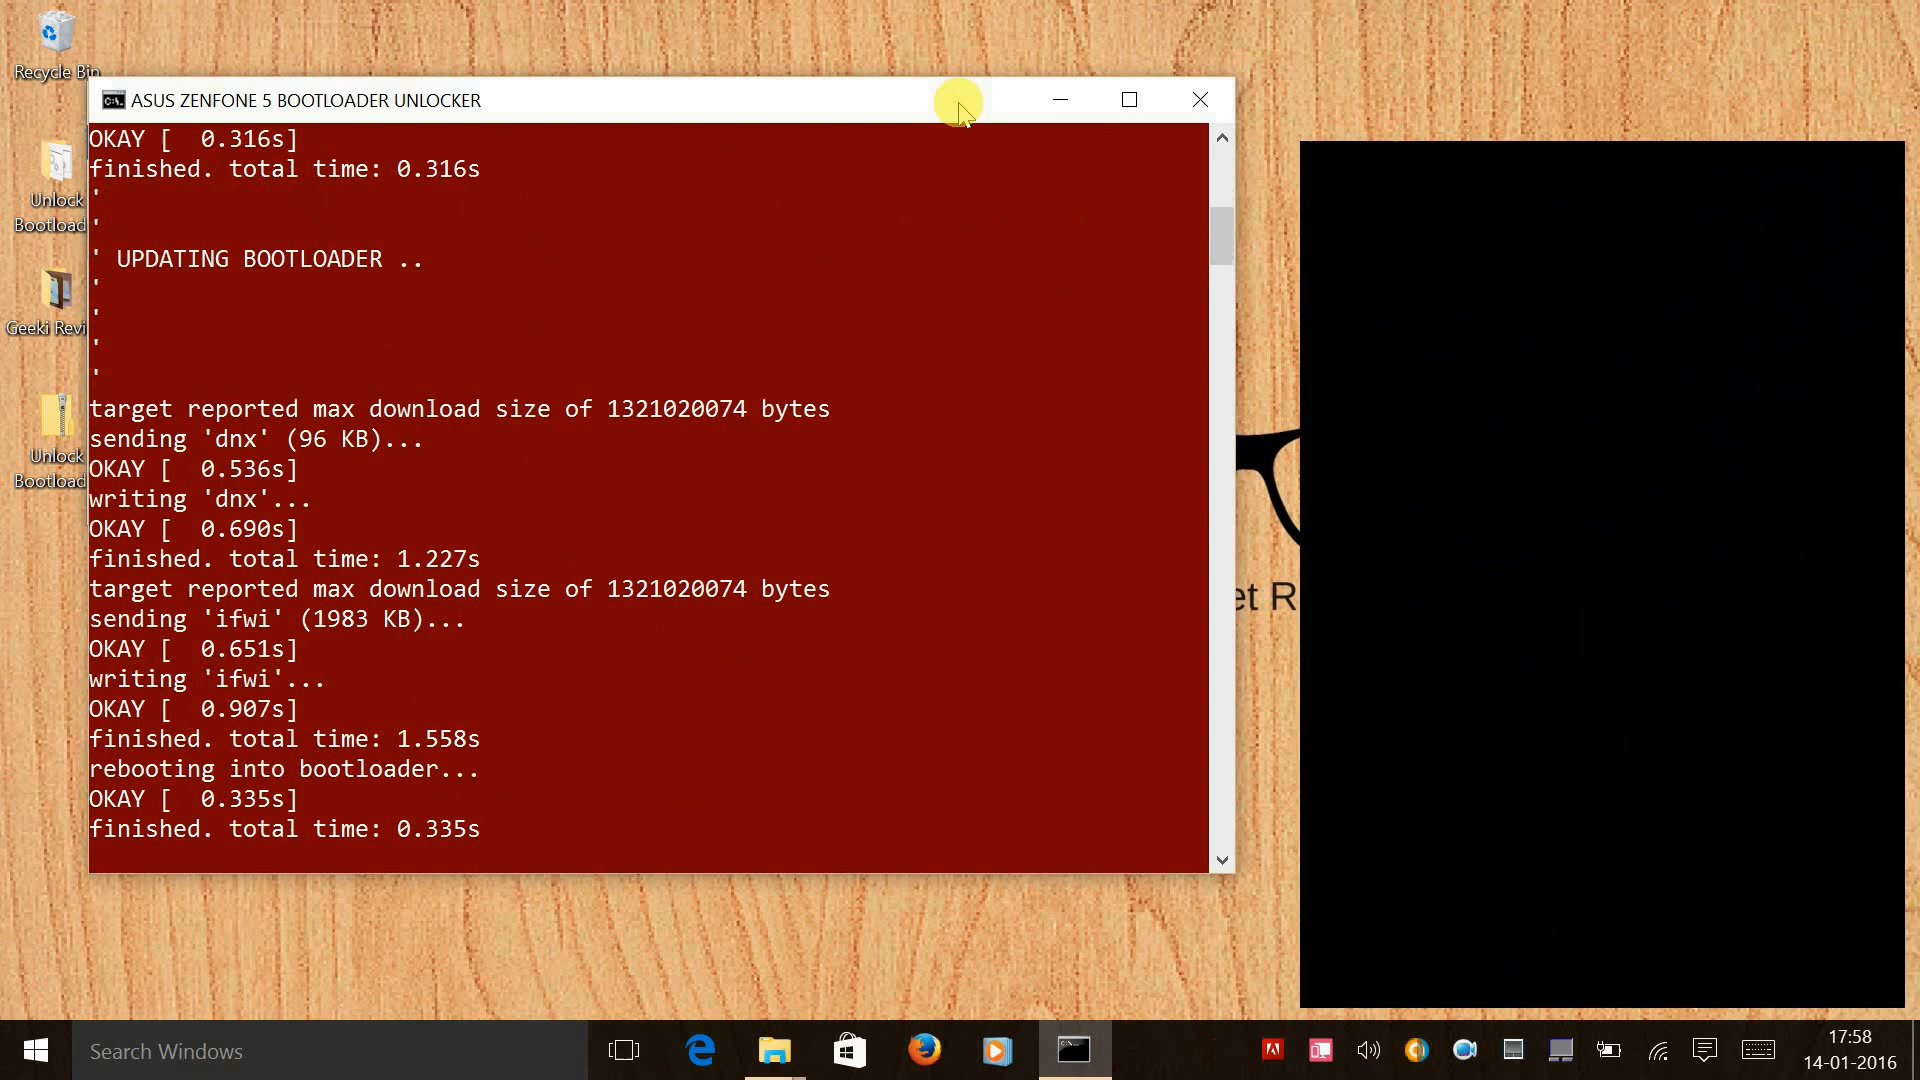 Recycle Bin
ASUS ZENFONE 5 BOOTLOADER UNLOCKER
OKAY [  0.316s]
finished. total time: 0.316s
'
'
' UPDATING BOOTLOADER ..
'
'
'
'
target reported max download size of 1321020074 bytes
sending 'dnx' (96 KB)...
OKAY [  0.536s]
writing 'dnx'...
OKAY [  0.690s]
finished. total time: 1.227s
target reported max download size of 1321020074 bytes
sending 'ifwi' (1983 KB)...
OKAY [  0.651s]
writing 'ifwi'...
OKAY [  0.907s]
finished. total time: 1.558s
rebooting into bootloader...
OKAY [  0.335s]
finished. total time: 0.335s
Unlock
Bootload
Geeki Revi
Unlock
Bootload
et R
Search Windows
17:58
14-01-2016